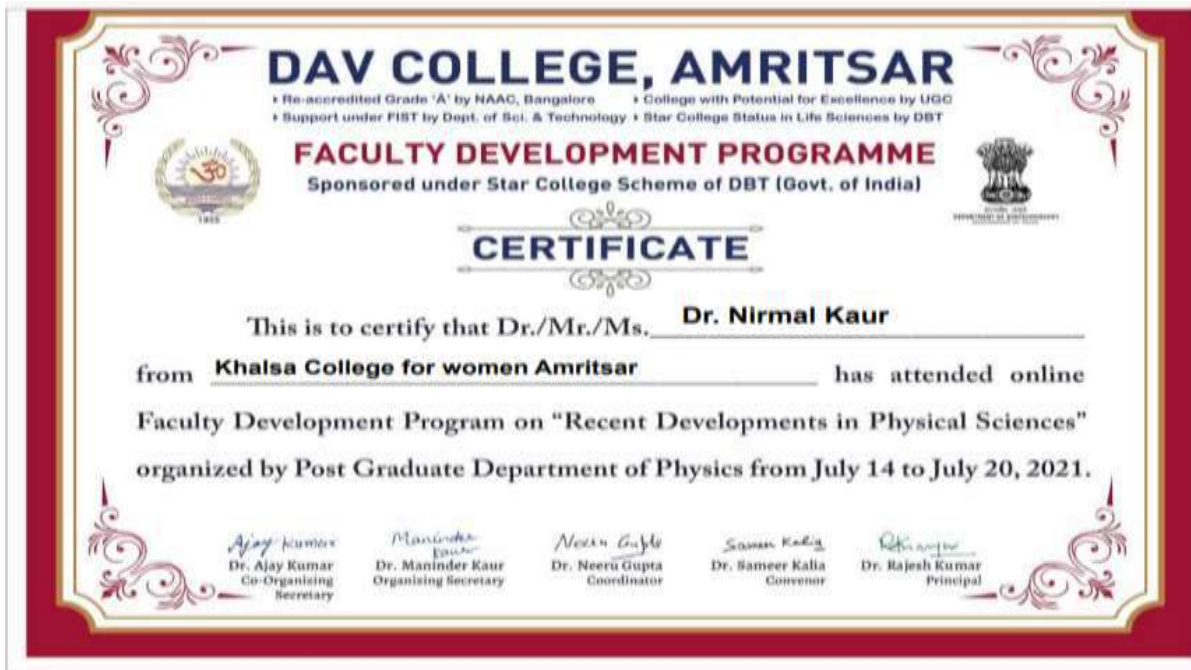 DAV COLLEGE, AMRITSAR
• Re-accredited Grade 'A' by NAAC, Bangalore • College with Potential for Excellence by UGC
• Support under FIST by Dept. of Sci. & Technology • Star College Status in Life Sciences by DBT
FACULTY DEVELOPMENT PROGRAMME
Sponsored under Star College Scheme of DBT (Govt. of India)
ॐ
1955
CERTIFICATE
This is to certify that Dr./Mr./Ms. Dr. Nirmal Kaur
from Khalsa College for women Amritsar has attended online
Faculty Development Program on “Recent Developments in Physical Sciences”
organized by Post Graduate Department of Physics from July 14 to July 20, 2021.
Ajay Kumar Maninder Kaur Neeru Gupta Sameer Kalia
Dr. Ajay Kumar Dr. Maninder Kaur Dr. Neeru Gupta Dr. Sameer Kalia Dr. Rajesh Kumar
Co-Organizing Organizing Secretary Coordinator Convenor Principal
Secretary